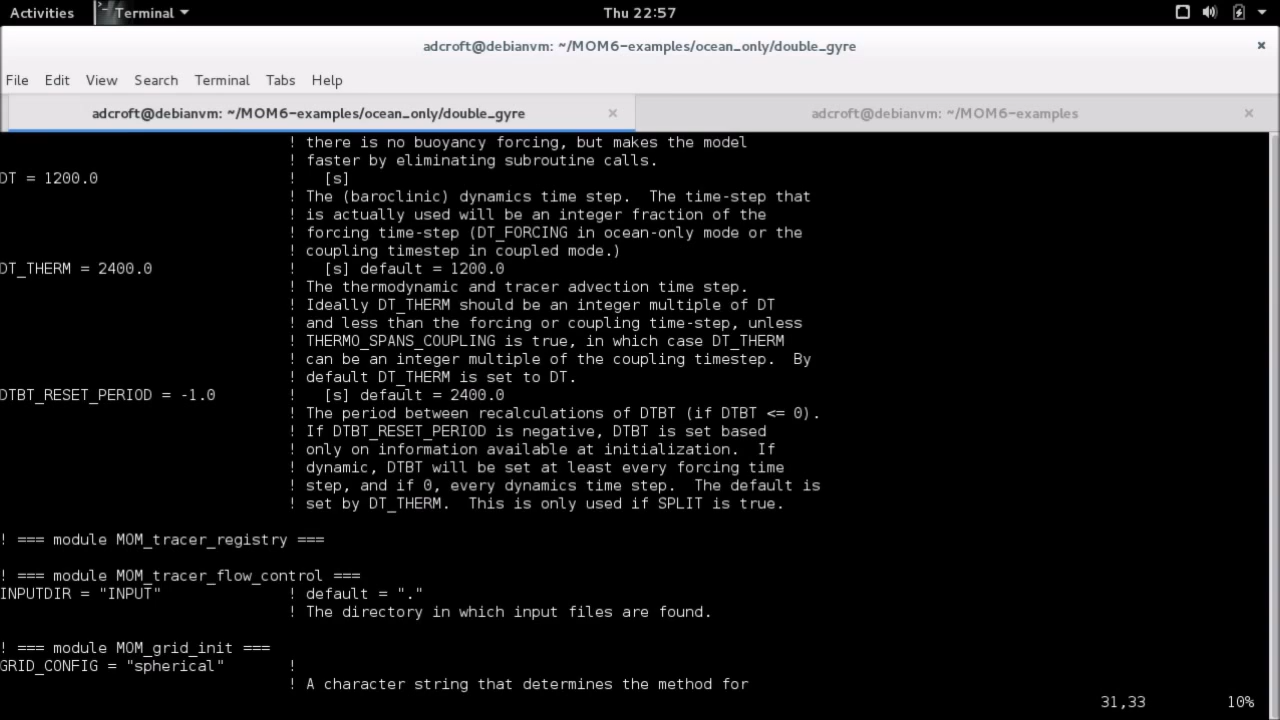 Activities Terminal Thu 22:57
adcroft@debianvm: ~/MOM6-examples/ocean_only/double_gyre ×
File Edit View Search Terminal Tabs Help
adcroft@debianvm: ~/MOM6-examples/ocean_only/double_gyre × adcroft@debianvm: ~/MOM6-examples ×
! there is no buoyancy forcing, but makes the model
! faster by eliminating subroutine calls.
DT = 1200.0 ! [s]
! The (baroclinic) dynamics time step. The time-step that
! is actually used will be an integer fraction of the
! forcing time-step (DT_FORCING in ocean-only mode or the
! coupling timestep in coupled mode.)
DT_THERM = 2400.0 ! [s] default = 1200.0
! The thermodynamic and tracer advection time step.
! Ideally DT_THERM should be an integer multiple of DT
! and less than the forcing or coupling time-step, unless
! THERMO_SPANS_COUPLING is true, in which case DT_THERM
! can be an integer multiple of the coupling timestep. By
! default DT_THERM is set to DT.
DTBT_RESET_PERIOD = -1.0 ! [s] default = 2400.0
! The period between recalculations of DTBT (if DTBT <= 0).
! If DTBT_RESET_PERIOD is negative, DTBT is set based
! only on information available at initialization. If
! dynamic, DTBT will be set at least every forcing time
! step, and if 0, every dynamics time step. The default is
! set by DT_THERM. This is only used if SPLIT is true.
! === module MOM_tracer_registry ===
! === module MOM_tracer_flow_control ===
INPUTDIR = "INPUT" ! default = "."
! The directory in which input files are found.
! === module MOM_grid_init ===
GRID_CONFIG = "spherical" !
! A character string that determines the method for
31,33 10%